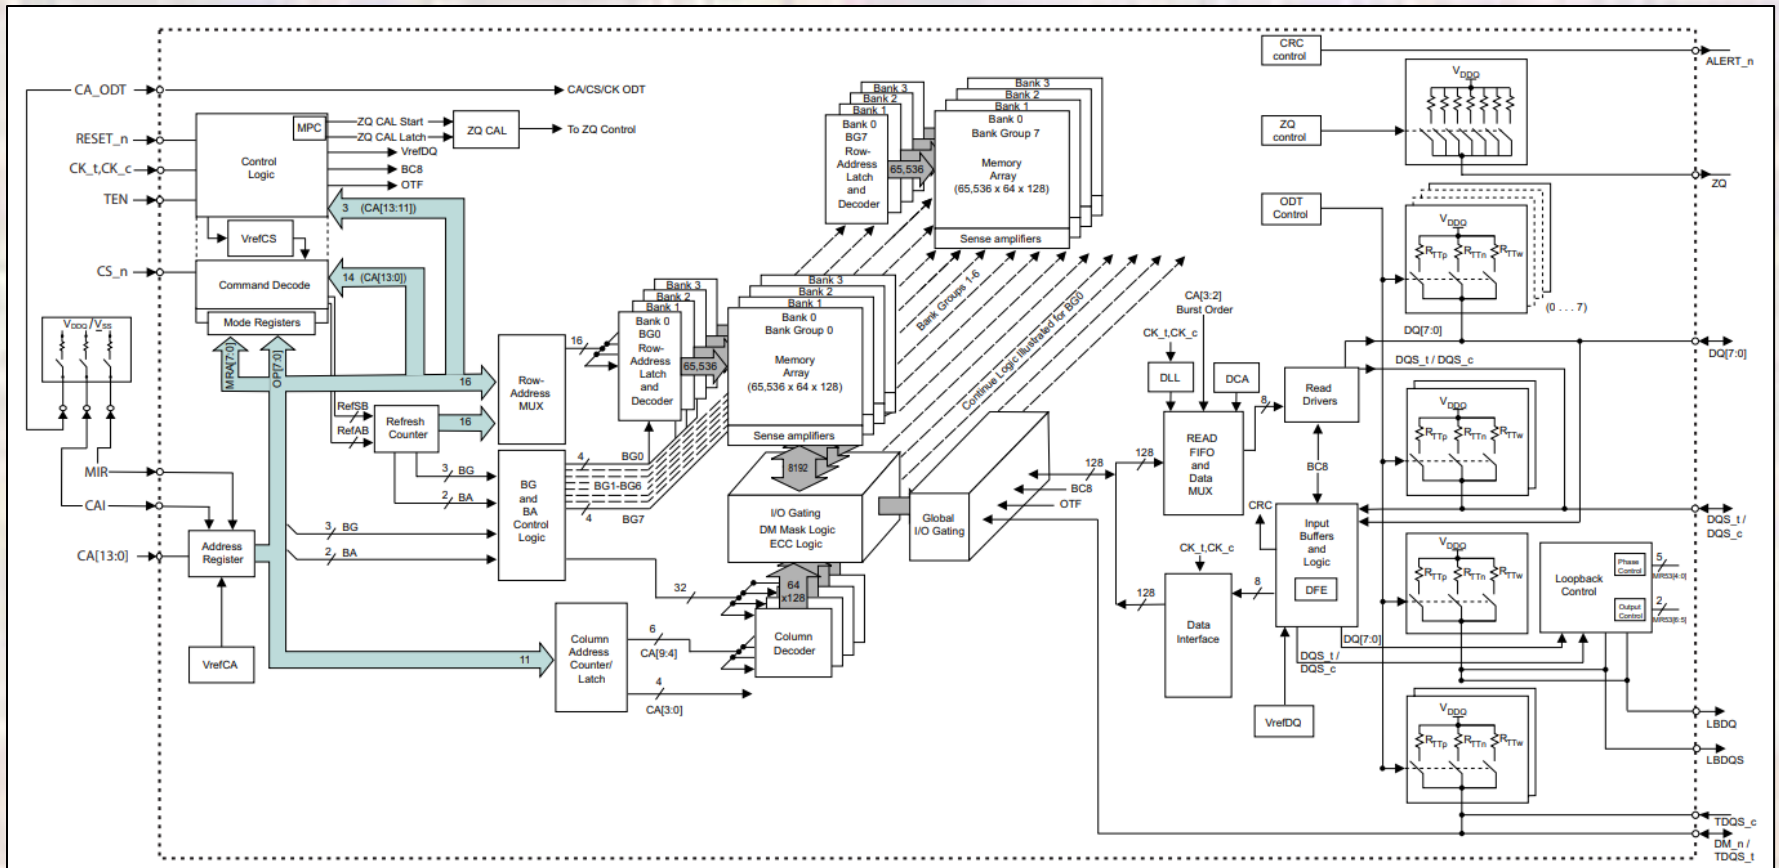 CRC
control
ALERT_n
VDDQ
CA_ODT
CA/CS/CK ODT
Bank 3
Bank 2
Bank 1
Bank 0
BG7
Row-
Address
Latch
and
Decoder
65,536
Bank 3
Bank 2
Bank 1
Bank 0
Bank Group 7
Memory
Array
(65,536 x 64 x 128)
Sense amplifiers
MPC
ZQ CAL Start
ZQ CAL Latch
ZQ CAL
To ZQ Control
ZQ
control
RESET_n
Control
Logic
VrefDQ
CK_t,CK_c
BC8
OTF
ZQ
TEN
3 (CA[13:11])
ODT
Control
VDDQ
RTTp
RTTn
RTTw
(0 . . . 7)
VrefCS
CS_n
Command Decode
14 (CA[13:0])
Mode Registers
Bank 3
Bank 2
Bank 1
Bank 0
BG0
Row-
Address
Latch
and
Decoder
65,536
Bank 3
Bank 2
Bank 1
Bank 0
Bank Group 0
Memory
Array
(65,536 x 64 x 128)
Sense amplifiers
Bank Groups 1-6
Continue Logic Illustrated for BG0
CA[3:2]
Burst Order
CK_t,CK_c
DLL
DCA
DQ[7:0]
DQ[7:0]
DQS_t / DQS_c
VDDQ / VSS
MRA[7:0]
OP[7:0]
16
16
Row-
Address
MUX
RefSB
RefAB
Refresh
Counter
16
8
Read
Drivers
VDDQ
RTTp
RTTn
RTTw
READ
FIFO
and
Data
MUX
BC8
MIR
3
BG
2
BA
BG
and
BA
Control
Logic
4
BG0
BG1-BG6
4
BG7
8192
I/O Gating
DM Mask Logic
ECC Logic
Global
I/O Gating
128
128
BC8
OTF
CAI
3
BG
2
BA
CRC
Input
Buffers
and
Logic
DFE
DQS_t /
DQS_c
CA[13:0]
Address
Register
CK_t,CK_c
VDDQ
RTTp
RTTn
RTTw
Loopback
Control
Phase
Control
5
MR53[4:0]
Output
Control
2
MR53[6:5]
32
64
x128
128
8
Data
Interface
DQ[7:0]
DQS_t /
DQS_c
VrefCA
11
Column
Address
Counter/
Latch
6
CA[9:4]
4
CA[3:0]
Column
Decoder
VrefDQ
VDDQ
RTTp
RTTn
RTTw
LBDQ
LBDQS
TDQS_c
DM_n /
TDQS_t